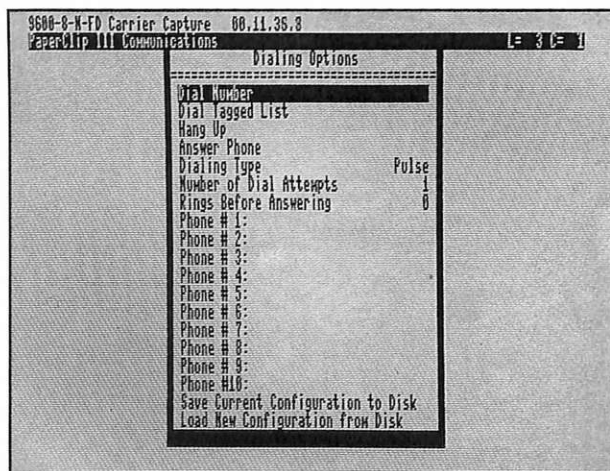 9600-8-N-FD Carrier Capture 00,11,35.8
PaperClip III Communications L= 3 C= 1
Dialing Options
==============================
Dial Number
Dial Tagged List
Hang Up
Answer Phone
Dialing Type Pulse
Number of Dial Attempts 1
Rings Before Answering 0
Phone # 1:
Phone # 2:
Phone # 3:
Phone # 4:
Phone # 5:
Phone # 6:
Phone # 7:
Phone # 8:
Phone # 9:
Phone #10:
Save Current Configuration to Disk
Load New Configuration from Disk